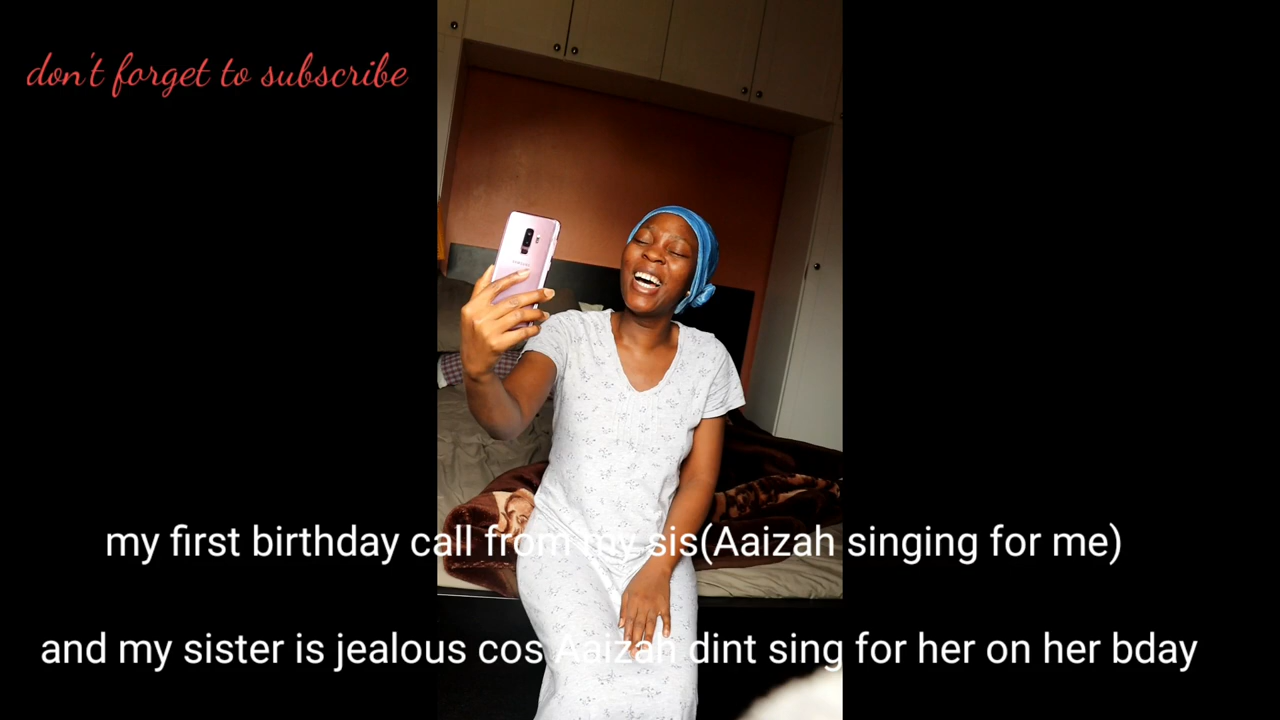 don't forget to subscribe
my first birthday call from my sis(Aaizah singing for me)
and my sister is jealous cos Aaizah dint sing for her on her bday